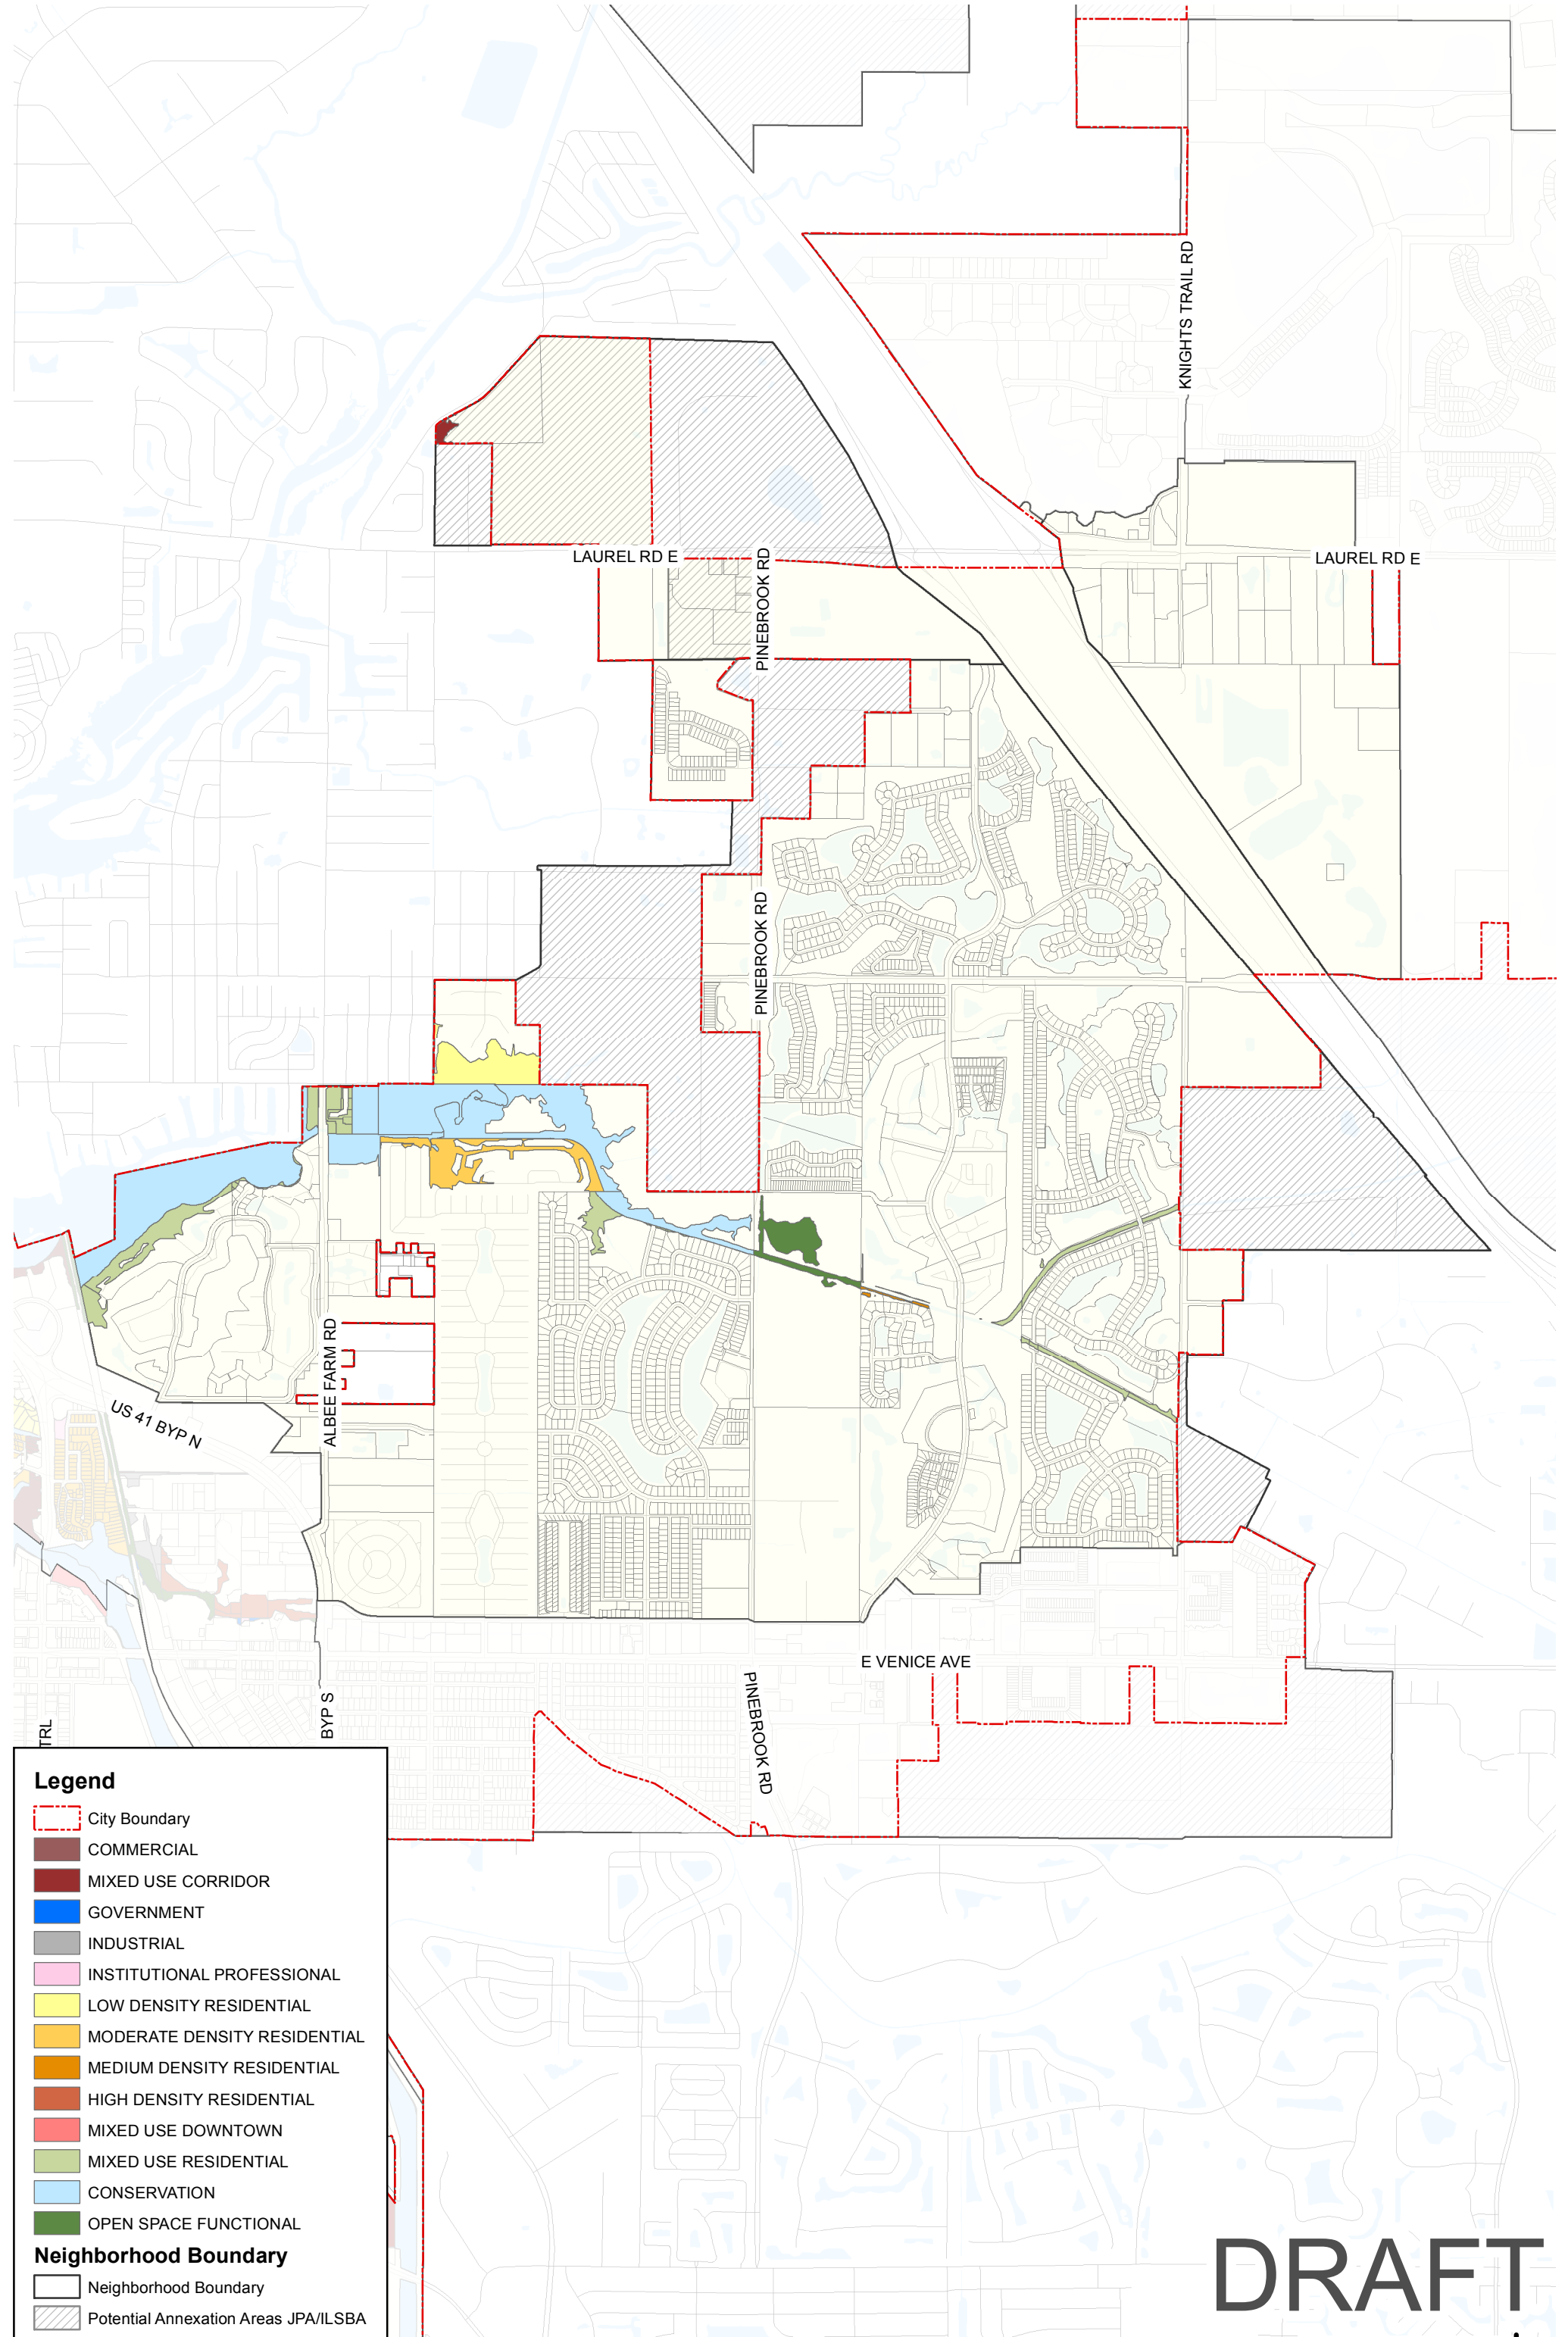 KNIGHTS TRAIL RD
LAUREL RD E
PINEBROOK RD
LAUREL RD E
PINEBROOK RD
ALBEE FARM RD
US 41 BYP N
E VENICE AVE
PINEBROOK RD
BYP S
TRL
Legend
City Boundary
COMMERCIAL
MIXED USE CORRIDOR
GOVERNMENT
INDUSTRIAL
INSTITUTIONAL PROFESSIONAL
LOW DENSITY RESIDENTIAL
MODERATE DENSITY RESIDENTIAL
MEDIUM DENSITY RESIDENTIAL
HIGH DENSITY RESIDENTIAL
MIXED USE DOWNTOWN
MIXED USE RESIDENTIAL
CONSERVATION
OPEN SPACE FUNCTIONAL
Neighborhood Boundary
Neighborhood Boundary
Potential Annexation Areas JPA/ILSBA
DRAFT